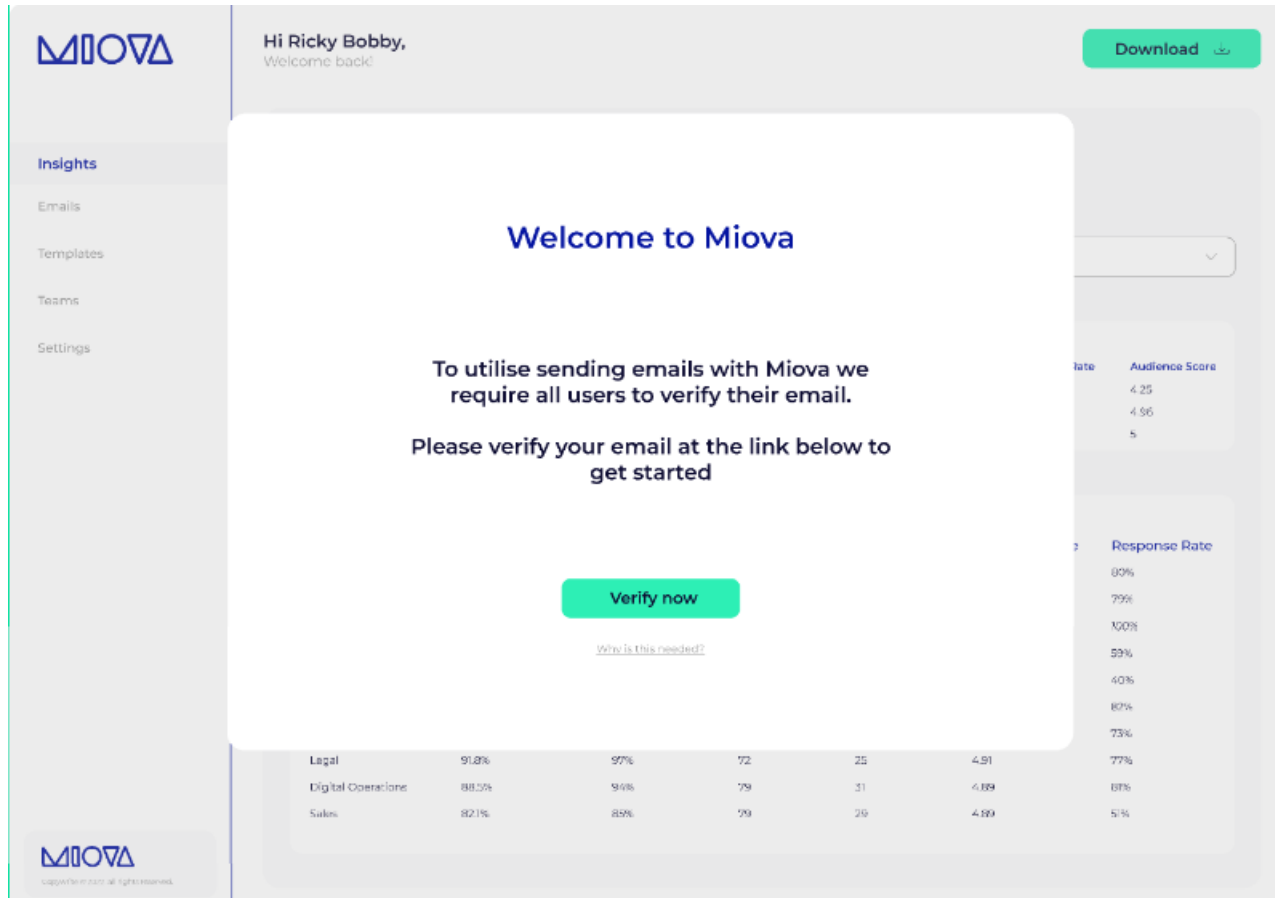 MIOVA
Hi Ricky Bobby,
Welcome back!
Download
Insights
Emails
Templates
Teams
Settings
Welcome to Miova
To utilise sending emails with Miova we
require all users to verify their email.
Please verify your email at the link below to
get started
Verify now
Why is this needed?
Rate Audience Score
4.25
4.96
5
Response Rate
80%
79%
100%
59%
40%
87%
73%
Legal 91.8% 97% 72 25 4.91 77%
Digital Operations 88.5% 94% 79 31 4.89 81%
Sales 82.1% 85% 79 29 4.89 51%
MIOVA
all rights reserved.